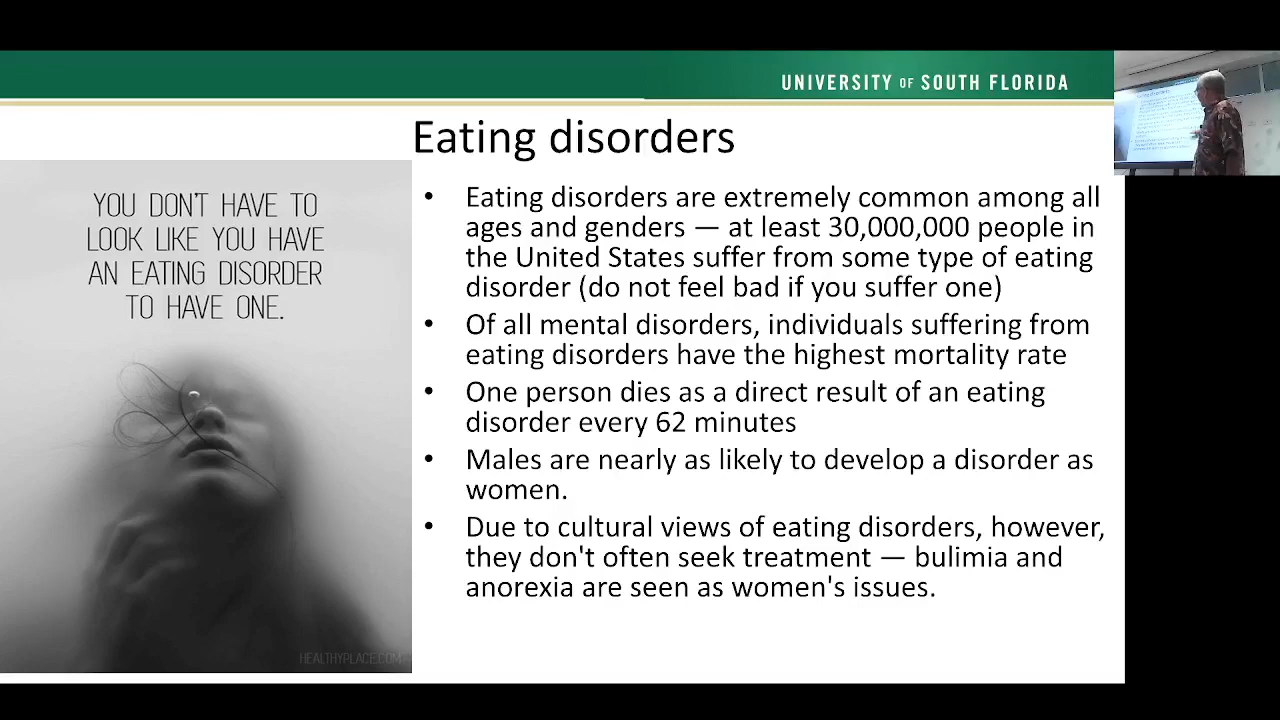 UNIVERSITY OF SOUTH FLORIDA
Eating disorders
YOU DON'T HAVE TO
LOOK LIKE YOU HAVE
AN EATING DISORDER
TO HAVE ONE.
HEALTHYPLACE.COM
• Eating disorders are extremely common among all
ages and genders — at least 30,000,000 people in
the United States suffer from some type of eating
disorder (do not feel bad if you suffer one)
• Of all mental disorders, individuals suffering from
eating disorders have the highest mortality rate
• One person dies as a direct result of an eating
disorder every 62 minutes
• Males are nearly as likely to develop a disorder as
women.
• Due to cultural views of eating disorders, however,
they don't often seek treatment — bulimia and
anorexia are seen as women's issues.